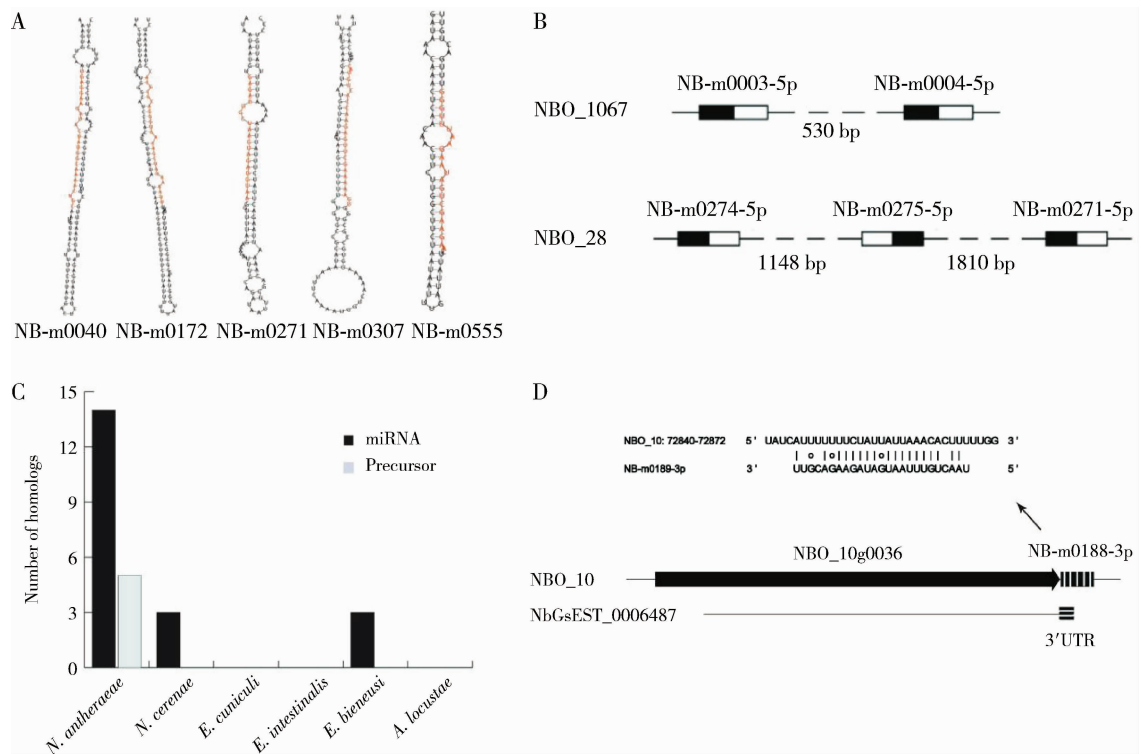 A
NB-m0040
NB-m0172
NB-m0271
NB-m0307
NB-m0555
B
NB-m0003-5p
NB-m0004-5p
NBO_1067
530 bp
NB-m0274-5p
NB-m0275-5p
NB-m0271-5p
NBO_28
1148 bp
1810 bp
C
15
12
9
6
3
0
Number of homologs
miRNA
Precursor
N. antheraeae
N. cerenae
E. cuniculi
E. intestinalis
E. bieneusi
A. locustae
D
NBO_10: 72840-72872 5' UAUCAUUUUUUUCUAUUAUUAAACACUUUUUGG 3'
NB-m0189-3p 3' UUGCAGAAGAUAGUAAUUUGUCAAU 5'
NBO_10g0036
NB-m0188-3p
NBO_10
NbGsEST_0006487
3'UTR